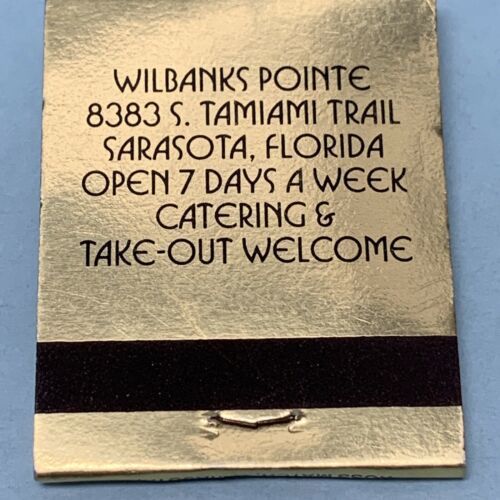 WILBANKS POINTE
8383 S. TAMIAMI TRAIL
SARASOTA, FLORIDA
OPEN 7 DAYS A WEEK
CATERING &
TAKE-OUT WELCOME